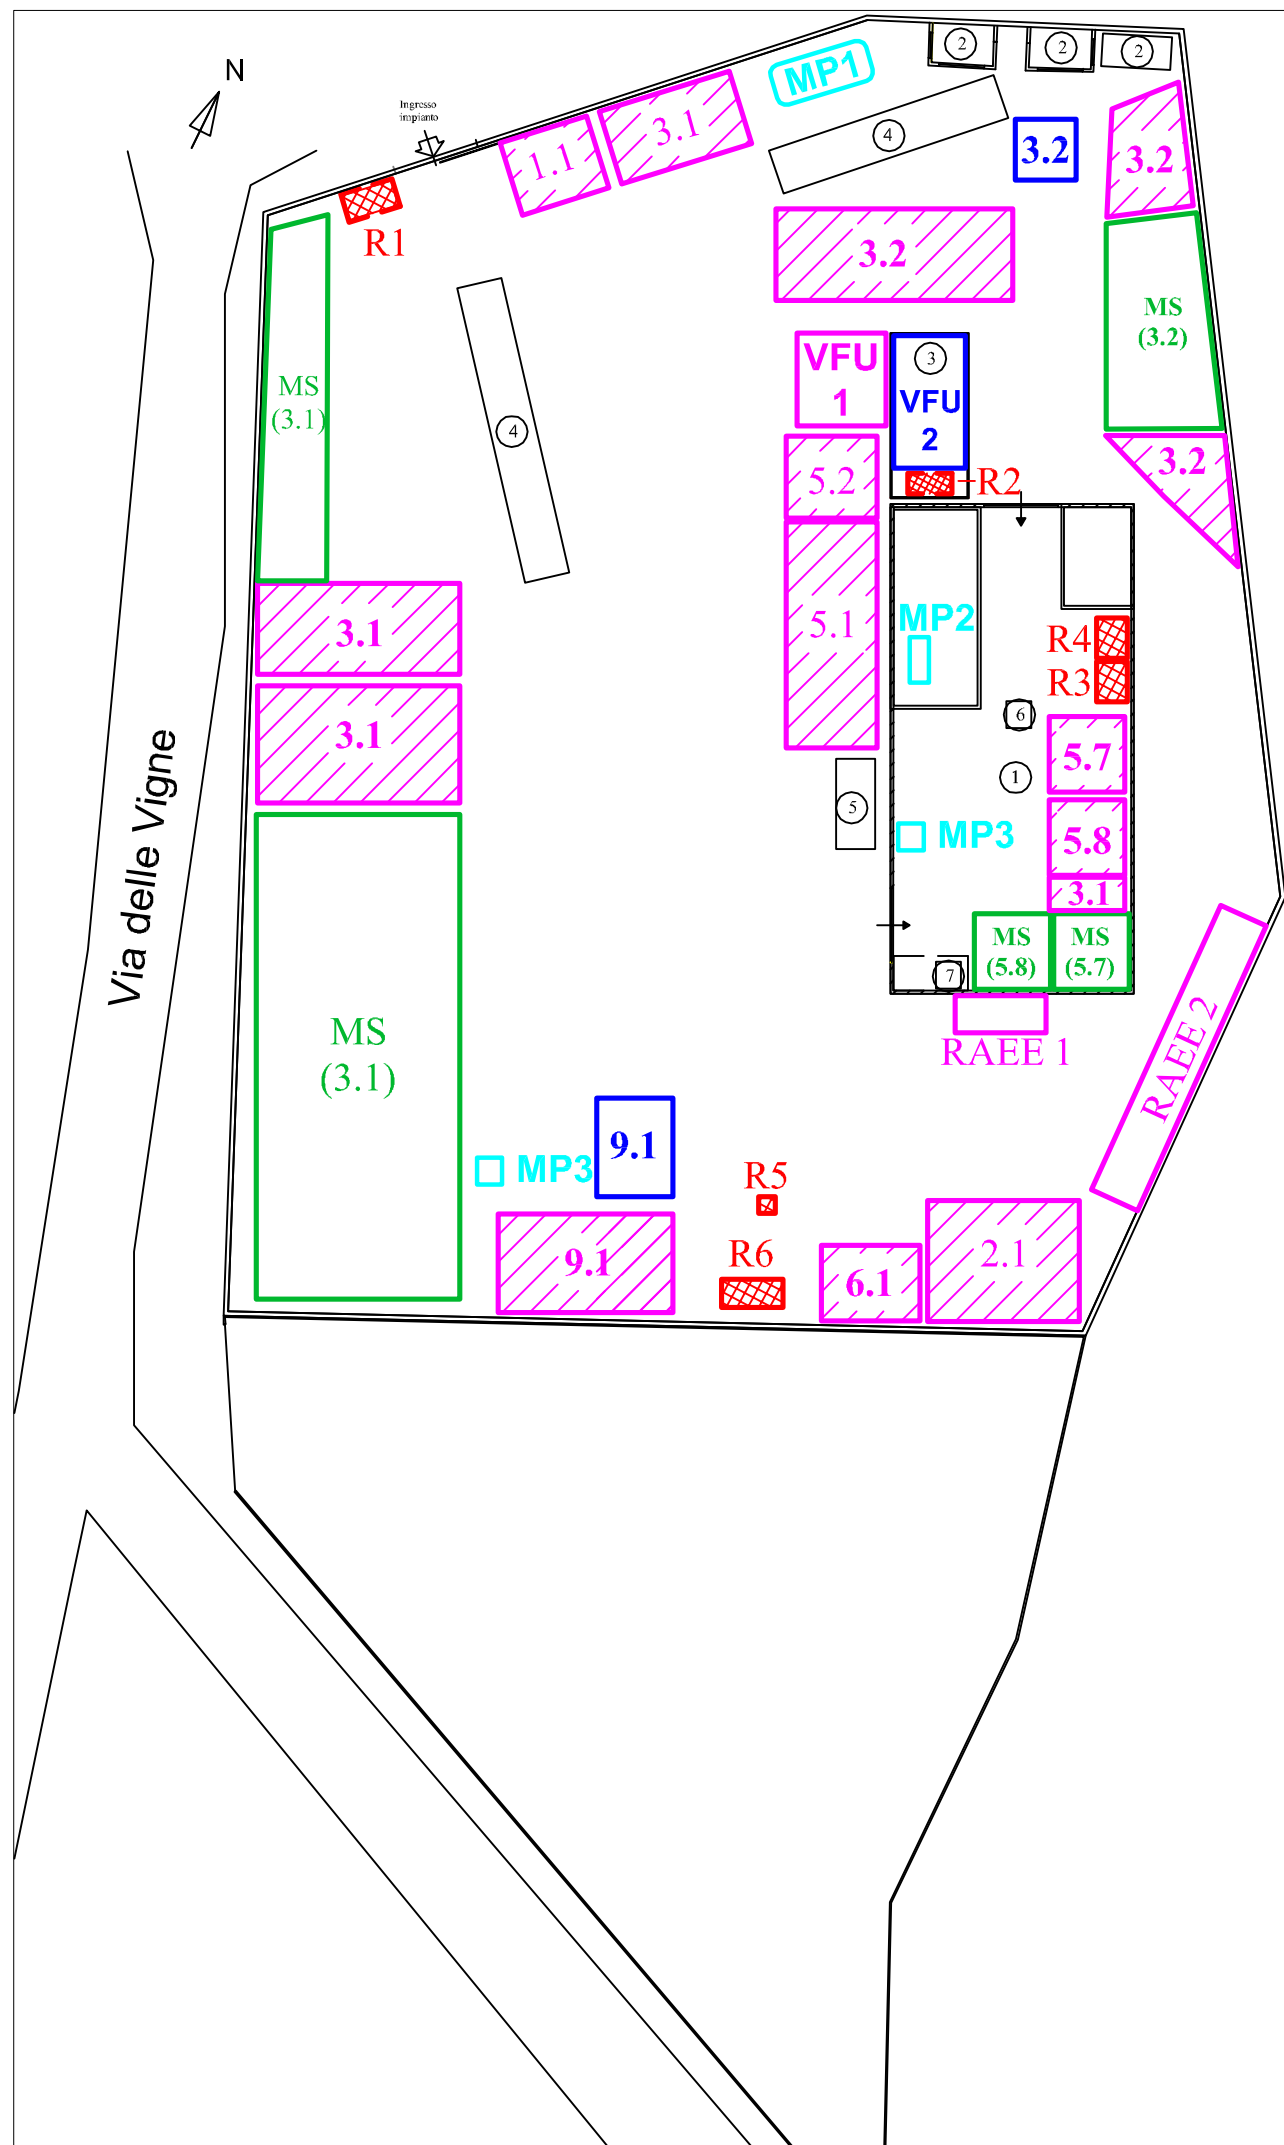 N
Ingresso
impianto
MP1
2
2
2
4
1.1
3.1
3.2
3.2
R1
3.2
MS
(3.2)
VFU
1
3
VFU
2
MS
(3.1)
4
3.2
5.2
R2
3.1
5.1
MP2
R4
R3
3.1
6
5.7
1
5
MP3
5.8
3.1
Via delle Vigne
MS
(5.8)
MS
(5.7)
7
RAEE 1
RAEE 2
MS
(3.1)
9.1
MP3
R5
9.1
R6
6.1
2.1